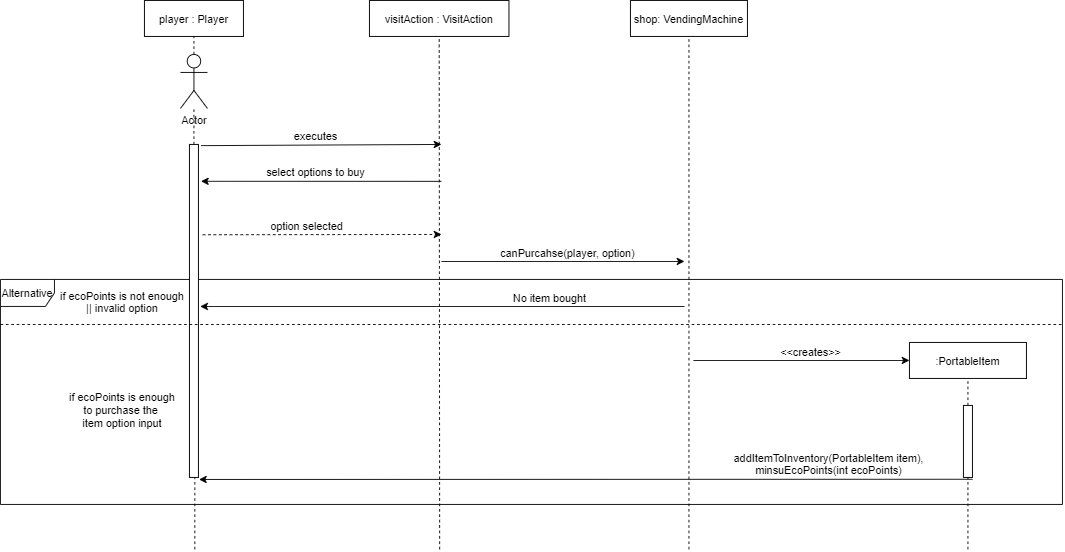 player : Player
visitAction : VisitAction
shop: VendingMachine
Actor
executes
select options to buy
option selected
canPurcahse(player, option)
Alternative
if ecoPoints is not enough
|| invalid option
No item bought
<<creates>>
:PortableItem
if ecoPoints is enough
to purchase the
item option input
addItemToInventory(PortableItem item),
minsuEcoPoints(int ecoPoints)